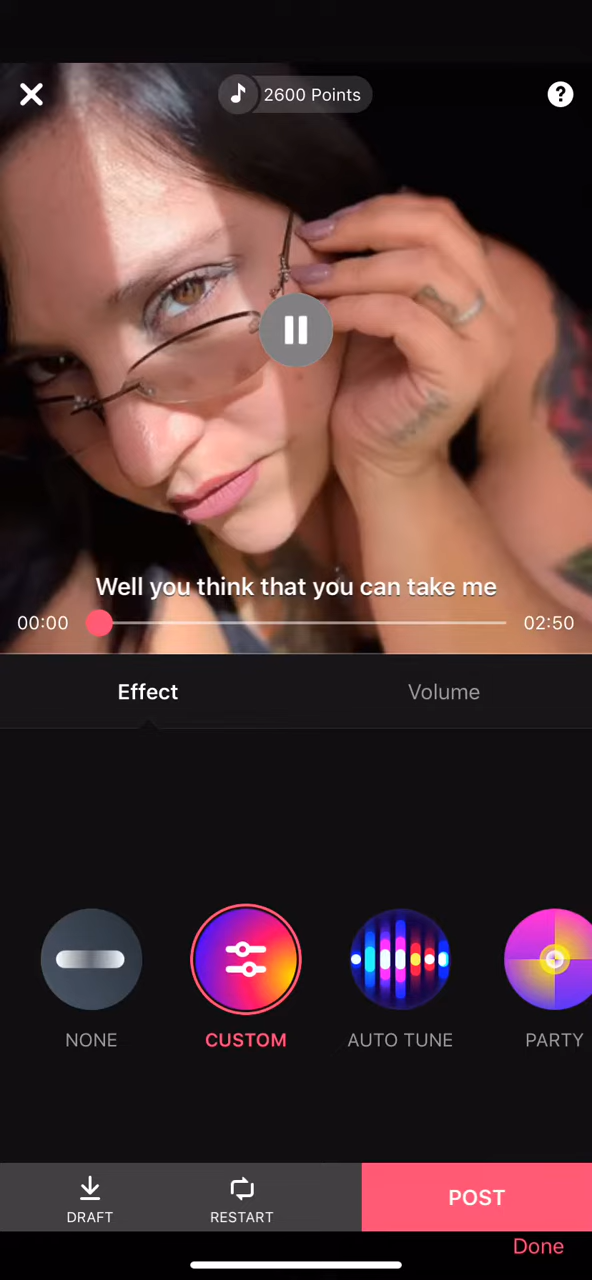 2600 Points
?
Well you think that you can take me
00:00
02:50
Effect
Volume
NONE
CUSTOM
AUTO TUNE
PARTY
DRAFT
RESTART
POST
Done